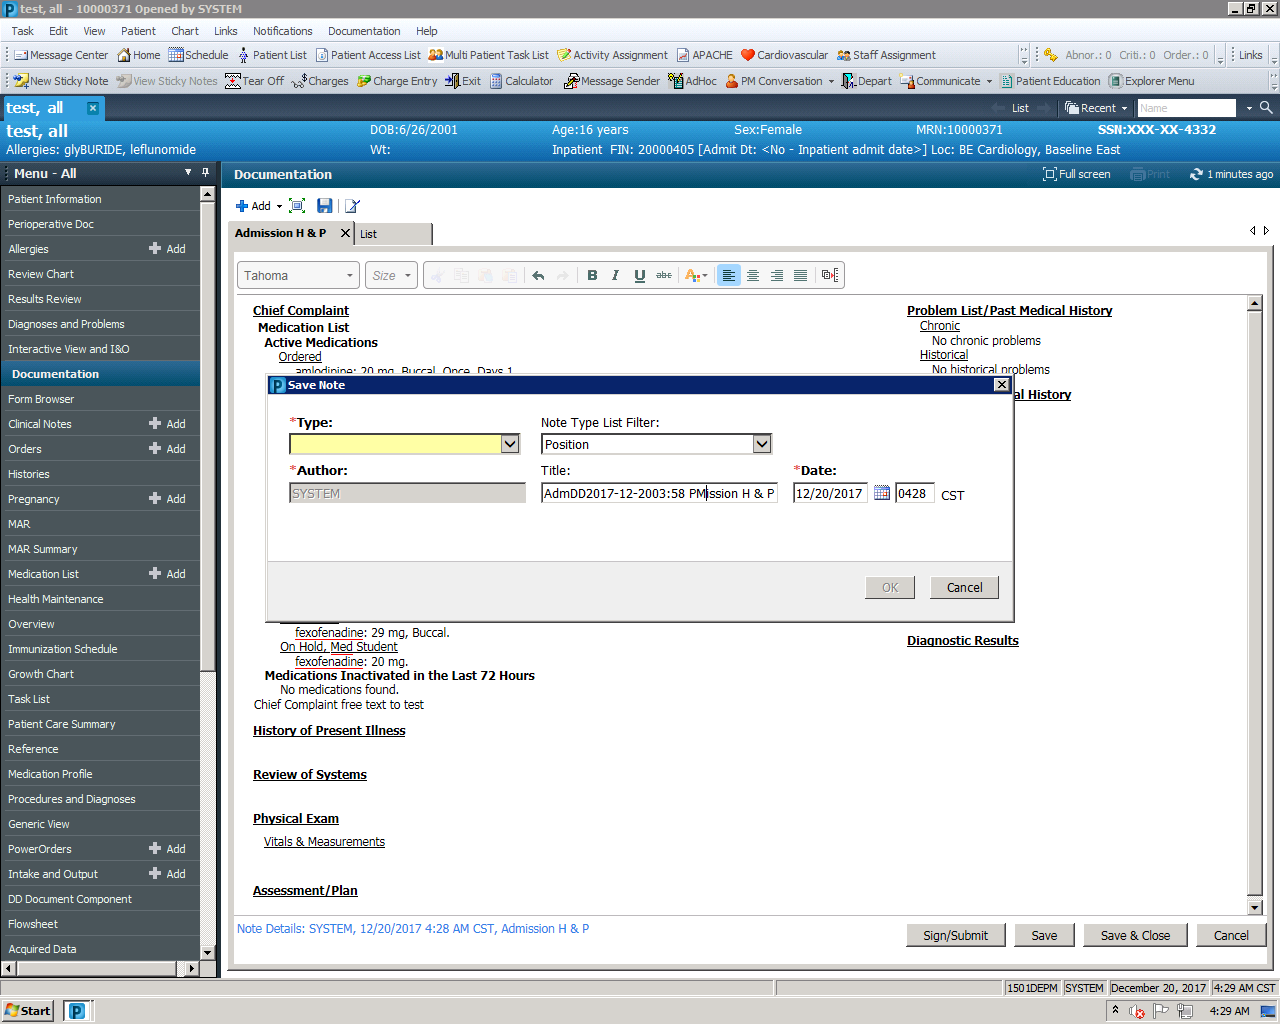 test, all - 10000371 Opened by SYSTEM
Task Edit View Patient Chart Links Notifications Documentation Help
Message Center Home Schedule Patient List Patient Access List Multi Patient Task List Activity Assignment APACHE Cardiovascular Staff Assignment Abnor.: 0 Criti.: 0 Order.: 0 Links
New Sticky Note View Sticky Notes Tear Off Charges Charge Entry Exit Calculator Message Sender AdHoc PM Conversation Depart Communicate Patient Education Explorer Menu
test, all List Recent Name
test, all DOB:6/26/2001 Age:16 years Sex:Female MRN:10000371 SSN:XXX-XX-4332
Allergies: glyBURIDE, leflunomide Wt: Inpatient FIN: 20000405 [Admit Dt: <No - Inpatient admit date>] Loc: BE Cardiology, Baseline East
Menu - All
Patient Information
Perioperative Doc
Allergies Add
Review Chart
Results Review
Diagnoses and Problems
Interactive View and I&O
Documentation
Form Browser
Clinical Notes Add
Orders Add
Histories
Pregnancy Add
MAR
MAR Summary
Medication List Add
Health Maintenance
Overview
Immunization Schedule
Growth Chart
Task List
Patient Care Summary
Reference
Medication Profile
Procedures and Diagnoses
Generic View
PowerOrders Add
Intake and Output Add
DD Document Component
Flowsheet
Acquired Data
Documentation Full screen Print 1 minutes ago
Add
Admission H & P List
Tahoma Size B I U abc A
Chief Complaint
Medication List
Active Medications
Ordered
amlodipine: 20 mg, Buccal, Once, Days 1
Problem List/Past Medical History
Chronic
No chronic problems
Historical
No historical problems
al History
Save Note
*Type: Note Type List Filter:
Position
*Author: Title: *Date:
SYSTEM AdmDD2017-12-2003:58 PMission H & P 12/20/2017 0428 CST
OK Cancel
fexofenadine: 29 mg, Buccal.
On Hold, Med Student
fexofenadine: 20 mg.
Medications Inactivated in the Last 72 Hours
No medications found.
Chief Complaint free text to test
History of Present Illness
Review of Systems
Physical Exam
Vitals & Measurements
Assessment/Plan
Diagnostic Results
Note Details: SYSTEM, 12/20/2017 4:28 AM CST, Admission H & P
Sign/Submit Save Save & Close Cancel
1501DEPM SYSTEM December 20, 2017 4:29 AM CST
Start 4:29 AM